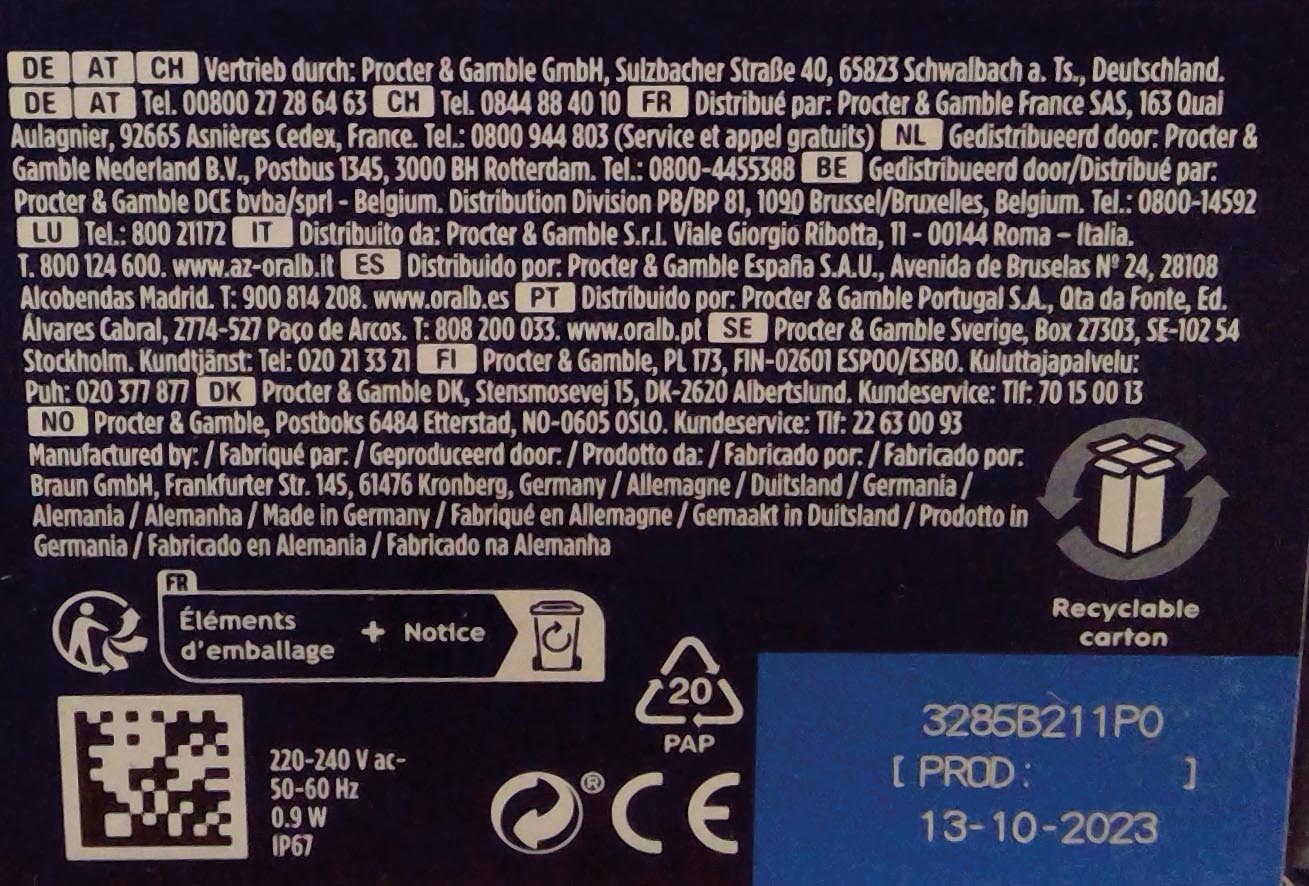 DE AT CH Vertrieb durch: Procter & Gamble GmbH, Sulzbacher Straße 40, 65823 Schwalbach a. Ts., Deutschland.
DE AT Tel. 00800 27 28 64 63 CH Tel. 0844 88 40 10 FR Distribué par: Procter & Gamble France SAS, 163 Quai
Aulagnier, 92665 Asnières Cedex, France. Tel.: 0800 944 803 (Service et appel gratuits) NL Gedistribueerd door: Procter &
Gamble Nederland B.V., Postbus 1345, 3000 BH Rotterdam. Tel.: 0800-4455388 BE Gedistribueerd door/Distribué par:
Procter & Gamble DCE bvba/sprl - Belgium. Distribution Division PB/BP 81, 1090 Brussel/Bruxelles, Belgium. Tel.: 0800-14592
LU Tel.: 800 21172 IT Distribuito da: Procter & Gamble S.r.l. Viale Giorgio Ribotta, 11 - 00144 Roma – Italia.
T. 800 124 600. www.az-oralb.it ES Distribuido por: Procter & Gamble España S.A.U., Avenida de Bruselas Nº 24, 28108
Alcobendas Madrid. T: 900 814 208. www.oralb.es PT Distribuido por: Procter & Gamble Portugal S.A., Qta da Fonte, Ed.
Álvares Cabral, 2774-527 Paço de Arcos. T: 808 200 033. www.oralb.pt SE Procter & Gamble Sverige, Box 27303, SE-102 54
Stockholm. Kundtjänst: Tel: 020 21 33 21 FI Procter & Gamble, PL 173, FIN-02601 ESPOO/ESBO. Kuluttajapalvelu:
Puh: 020 377 877 DK Procter & Gamble DK, Stensmosevej 15, DK-2620 Albertslund. Kundeservice: Tlf: 70 15 00 13
NO Procter & Gamble, Postboks 6484 Etterstad, NO-0605 OSLO. Kundeservice: Tlf: 22 63 00 93
Manufactured by: / Fabriqué par: / Geproduceerd door: / Prodotto da: / Fabricado por: / Fabricado por:
Braun GmbH, Frankfurter Str. 145, 61476 Kronberg, Germany / Allemagne / Duitsland / Germania /
Alemania / Alemanha / Made in Germany / Fabriqué en Allemagne / Gemaakt in Duitsland / Prodotto in
Germania / Fabricado en Alemania / Fabricado na Alemanha
FR
Éléments
d'emballage + Notice
Recyclable
carton
20
PAP
220-240 V ac~
50-60 Hz
0.9 W
IP67
®
CE
3285B211P0
[ PROD: ]
13-10-2023